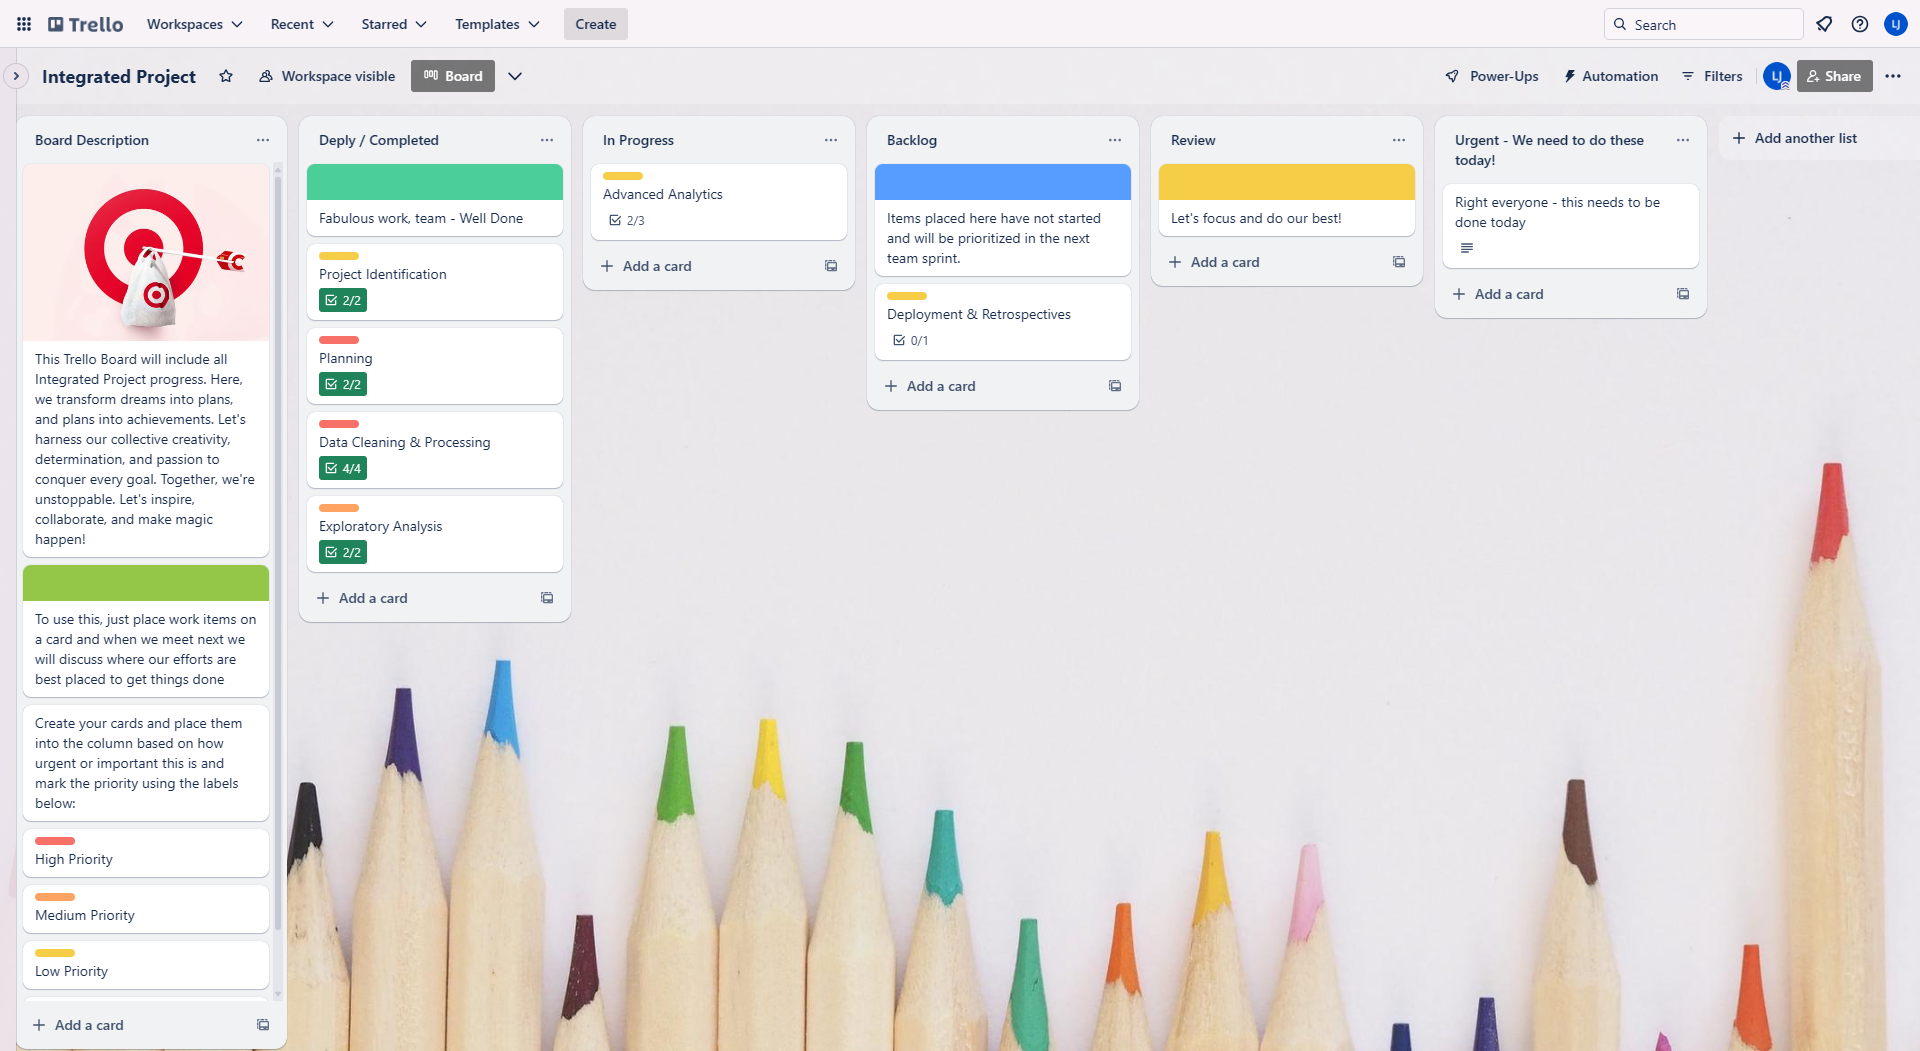 Trello
Workspaces
Recent
Starred
Templates
Create
Search
LJ
Integrated Project
Workspace visible
Board
Power-Ups
Automation
Filters
LJ
Share
Board Description
This Trello Board will include all
Integrated Project progress. Here,
we transform dreams into plans,
and plans into achievements. Let's
harness our collective creativity,
determination, and passion to
conquer every goal. Together, we're
unstoppable. Let's inspire,
collaborate, and make magic
happen!
To use this, just place work items on
a card and when we meet next we
will discuss where our efforts are
best placed to get things done
Create your cards and place them
into the column based on how
urgent or important this is and
mark the priority using the labels
below:
High Priority
Medium Priority
Low Priority
Add a card
Deply / Completed
Fabulous work, team - Well Done
Project Identification
2/2
Planning
2/2
Data Cleaning & Processing
4/4
Exploratory Analysis
2/2
Add a card
In Progress
Advanced Analytics
2/3
Add a card
Backlog
Items placed here have not started
and will be prioritized in the next
team sprint.
Deployment & Retrospectives
0/1
Add a card
Review
Let's focus and do our best!
Add a card
Urgent - We need to do these
today!
Right everyone - this needs to be
done today
Add a card
Add another list